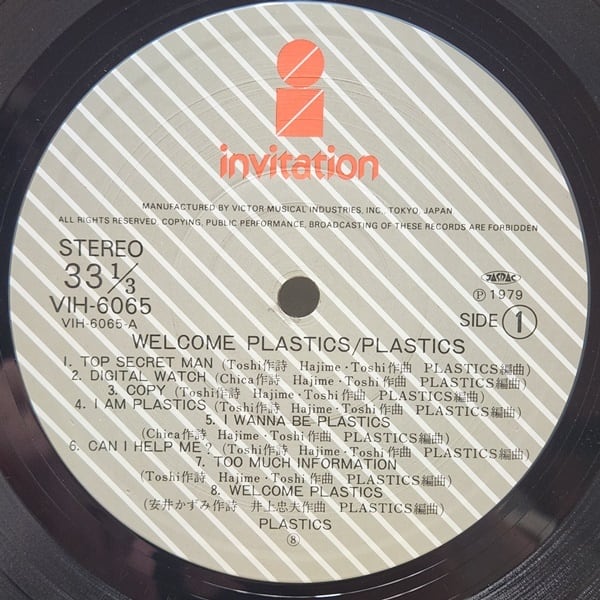 invitation
MANUFACTURED BY VICTOR MUSICAL INDUSTRIES, INC., TOKYO, JAPAN
ALL RIGHTS RESERVED, COPYING, PUBLIC PERFORMANCE, BROADCASTING OF THESE RECORDS ARE FORBIDDEN
STEREO
33 1/3
VIH-6065
VIH-6065-A
JASRAC
Ⓟ 1979
SIDE 1
WELCOME PLASTICS/PLASTICS
1. TOP SECRET MAN (Toshi作詩 Hajime・Toshi作曲 PLASTICS編曲)
2. DIGITAL WATCH (Chica作詩 Hajime・Toshi作曲 PLASTICS編曲)
3. COPY (Toshi作詩 Hajime・Toshi作曲 PLASTICS編曲)
4. I AM PLASTICS (Toshi作詩 Hajime・Toshi作曲 PLASTICS編曲)
5. I WANNA BE PLASTICS
(Chica作詩 Hajime・Toshi作曲 PLASTICS編曲)
6. CAN I HELP ME? (Toshi作詩 Hajime・Toshi作曲 PLASTICS編曲)
7. TOO MUCH INFORMATION
(Toshi作詩 Hajime・Toshi作曲 PLASTICS編曲)
8. WELCOME PLASTICS
(安井かずみ作詩 井上忠夫作曲 PLASTICS編曲)
PLASTICS
⑧